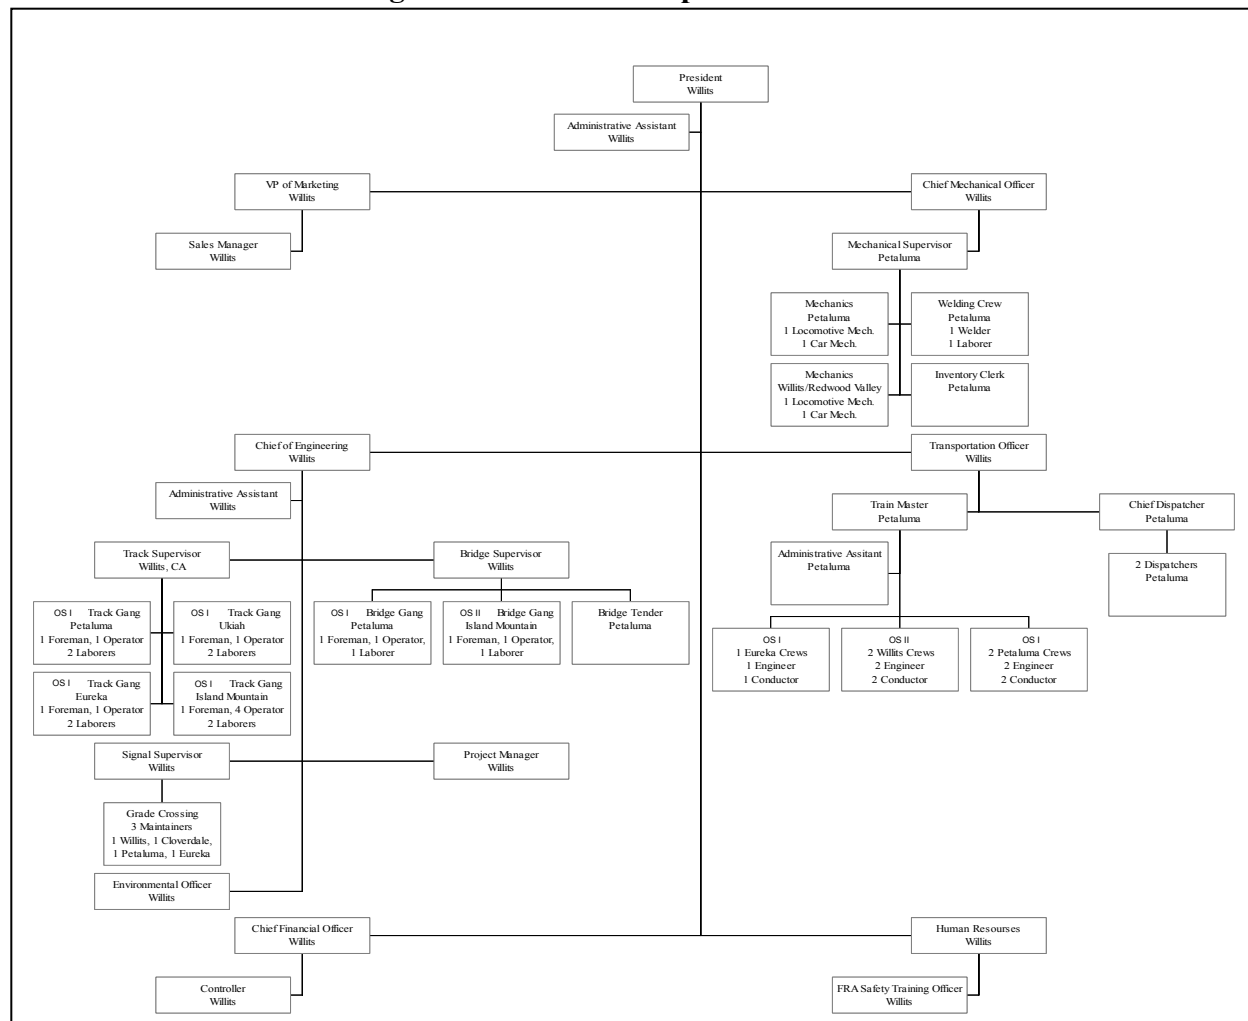 President
Willits
Administrative Assistant
Willits
VP of Marketing
Willits
Chief Mechanical Officer
Willits
Sales Manager
Willits
Mechanical Supervisor
Petaluma
Mechanics
Petaluma
1 Locomotive Mech.
1 Car Mech.
Welding Crew
Petaluma
1 Welder
1 Laborer
Mechanics
Willits/Redwood Valley
1 Locomotive Mech.
1 Car Mech.
Inventory Clerk
Petaluma
Chief of Engineering
Willits
Transportation Officer
Willits
Administrative Assistant
Willits
Train Master
Petaluma
Chief Dispatcher
Petaluma
Track Supervisor
Willits, CA
Bridge Supervisor
Willits
Administrative Assitant
Petaluma
2 Dispatchers
Petaluma
OS I Track Gang
Petaluma
1 Foreman, 1 Operator
2 Laborers
OS I Track Gang
Ukiah
1 Foreman, 1 Operator
2 Laborers
OS I Bridge Gang
Petaluma
1 Foreman, 1 Operator,
1 Laborer
OS II Bridge Gang
Island Mountain
1 Foreman, 1 Operator,
1 Laborer
Bridge Tender
Petaluma
OS I
1 Eureka Crews
1 Engineer
1 Conductor
OS II
2 Willits Crews
2 Engineer
2 Conductor
OS I
2 Petaluma Crews
2 Engineer
2 Conductor
OS I Track Gang
Eureka
1 Foreman, 1 Operator
2 Laborers
OS I Track Gang
Island Mountain
1 Foreman, 4 Operator
2 Laborers
Signal Supervisor
Willits
Project Manager
Willits
Grade Crossing
3 Maintainers
1 Willits, 1 Cloverdale,
1 Petaluma, 1 Eureka
Environmental Officer
Willits
Chief Financial Officer
Willits
Human Resourses
Willits
Controller
Willits
FRA Safety Training Officer
Willits